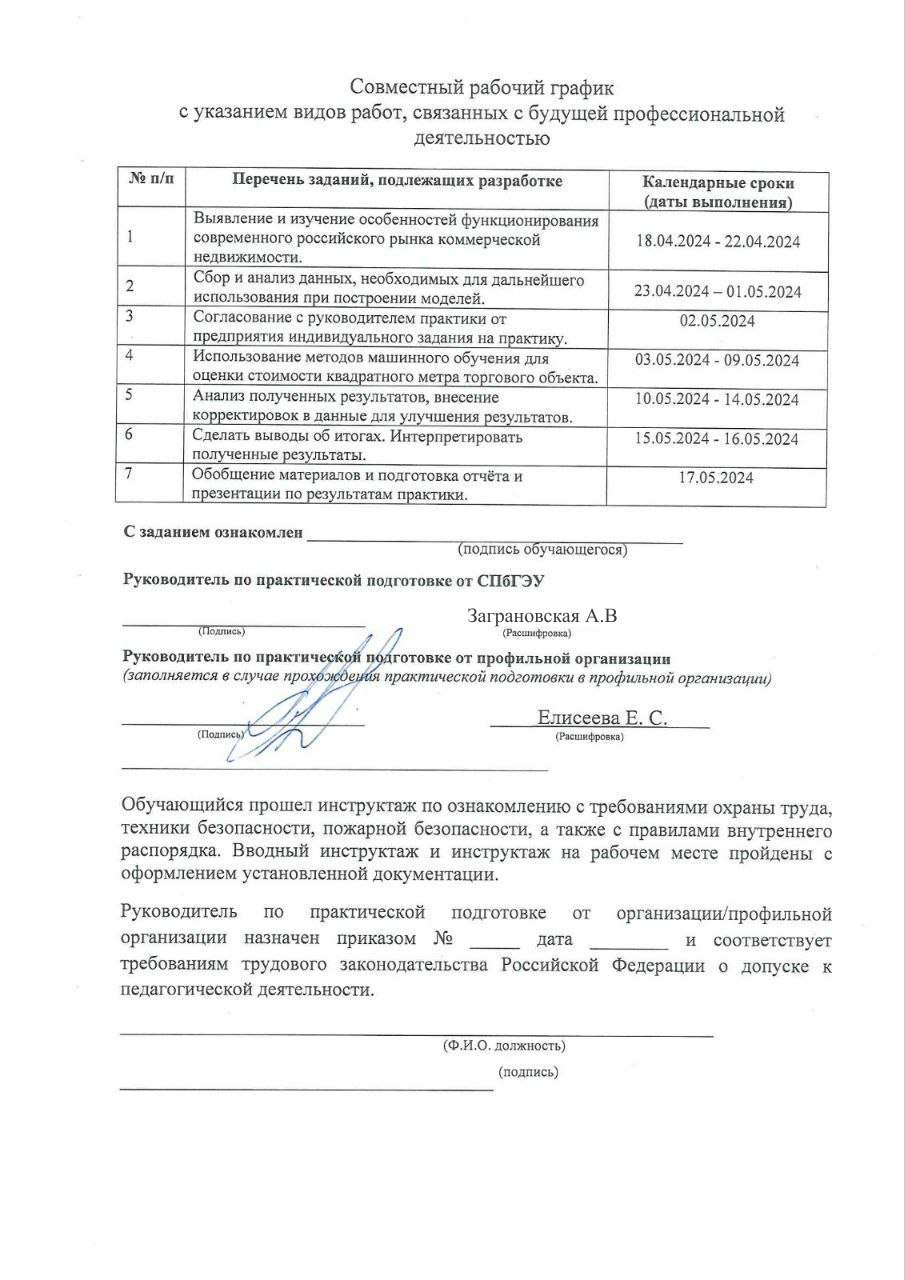 Совместный рабочий график
с указанием видов работ, связанных с будущей профессиональной
деятельностью
№ п/п Перечень заданий, подлежащих разработке Календарные сроки
(даты выполнения)
1 Выявление и изучение особенностей функционирования
современного российского рынка коммерческой
недвижимости. 18.04.2024 - 22.04.2024
2 Сбор и анализ данных, необходимых для дальнейшего
использования при построении моделей. 23.04.2024 – 01.05.2024
3 Согласование с руководителем практики от 02.05.2024
предприятия индивидуального задания на практику.
4 Использование методов машинного обучения для 03.05.2024 - 09.05.2024
оценки стоимости квадратного метра торгового объекта.
5 Анализ полученных результатов, внесение 10.05.2024 - 14.05.2024
корректировок в данные для улучшения результатов.
6 Сделать выводы об итогах. Интерпретировать 15.05.2024 - 16.05.2024
полученные результаты.
7 Обобщение материалов и подготовка отчёта и 17.05.2024
презентации по результатам практики.
С заданием ознакомлен
(подпись обучающегося)
Руководитель по практической подготовке от СПбГЭУ
Заграновская А.В
(Подпись) (Расшифровка)
Руководитель по практической подготовке от профильной организации
(заполняется в случае прохождения практической подготовки в профильной организации)
Елисеева Е. С.
(Подпись) (Расшифровка)
Обучающийся прошел инструктаж по ознакомлению с требованиями охраны труда,
техники безопасности, пожарной безопасности, а также с правилами внутреннего
распорядка. Вводный инструктаж и инструктаж на рабочем месте пройдены с
оформлением установленной документации.
Руководитель по практической подготовке от организации/профильной
организации назначен приказом № _____ дата ________ и соответствует
требованиям трудового законодательства Российской Федерации о допуске к
педагогической деятельности.
(Ф.И.О. должность)
(подпись)